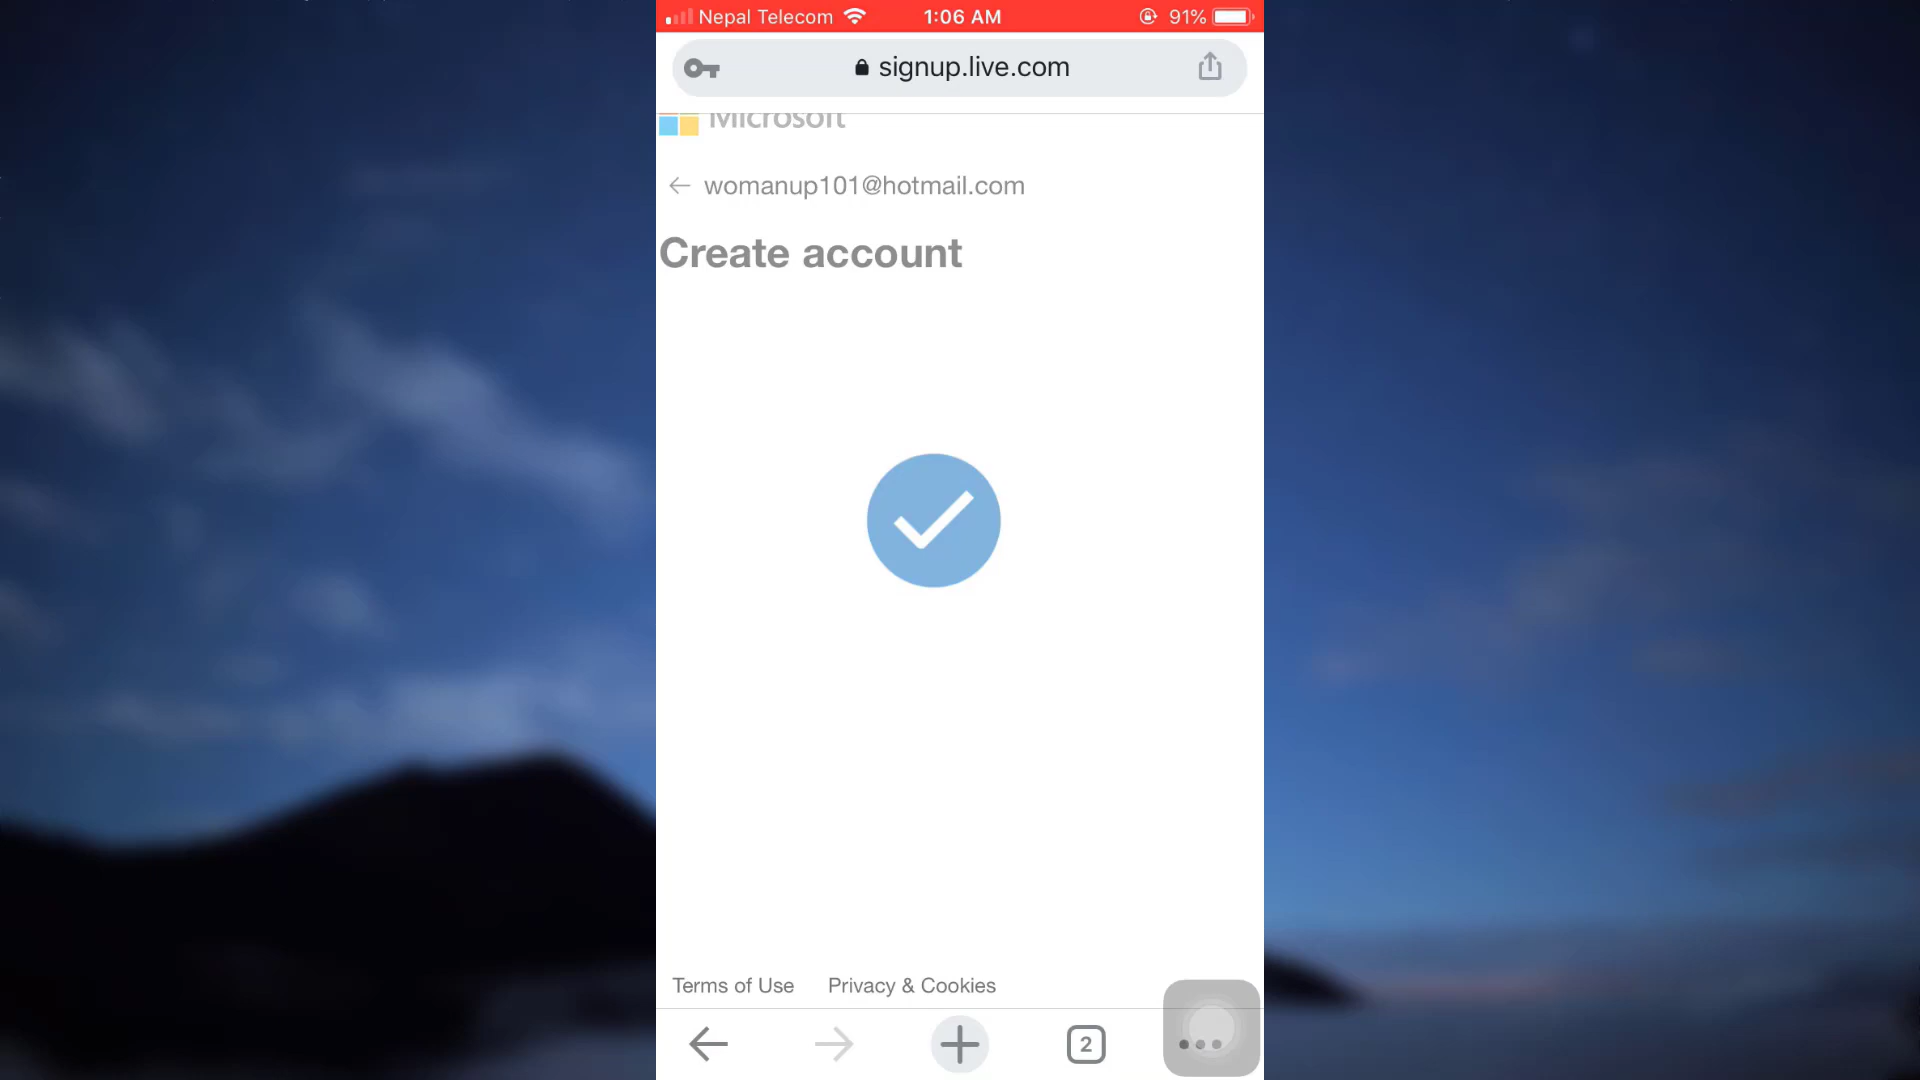 Nepal Telecom 1:06 AM 91%
signup.live.com
Microsoft
womanup101@hotmail.com
Create account
Terms of Use Privacy & Cookies
2